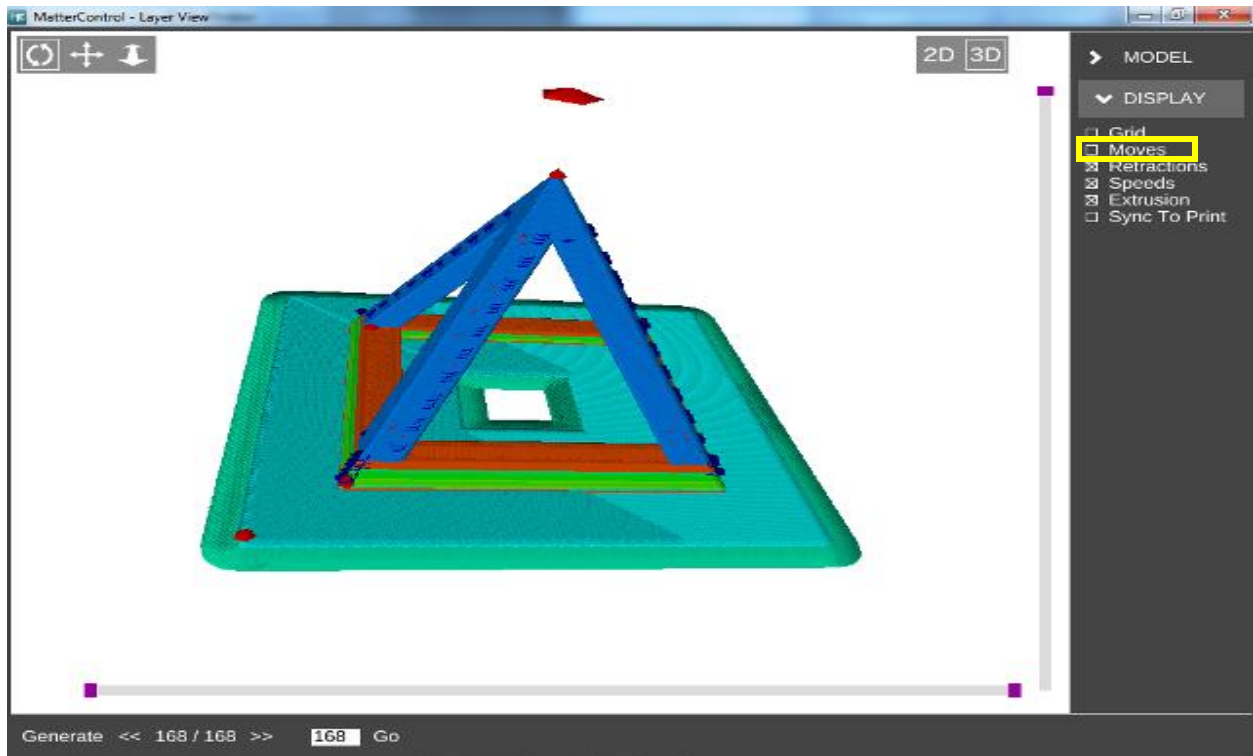 MatterControl - Layer View
2D 3D
MODEL
DISPLAY
Grid
Moves
Retractions
Speeds
Extrusion
Sync To Print
Generate << 168 / 168 >> 168 Go